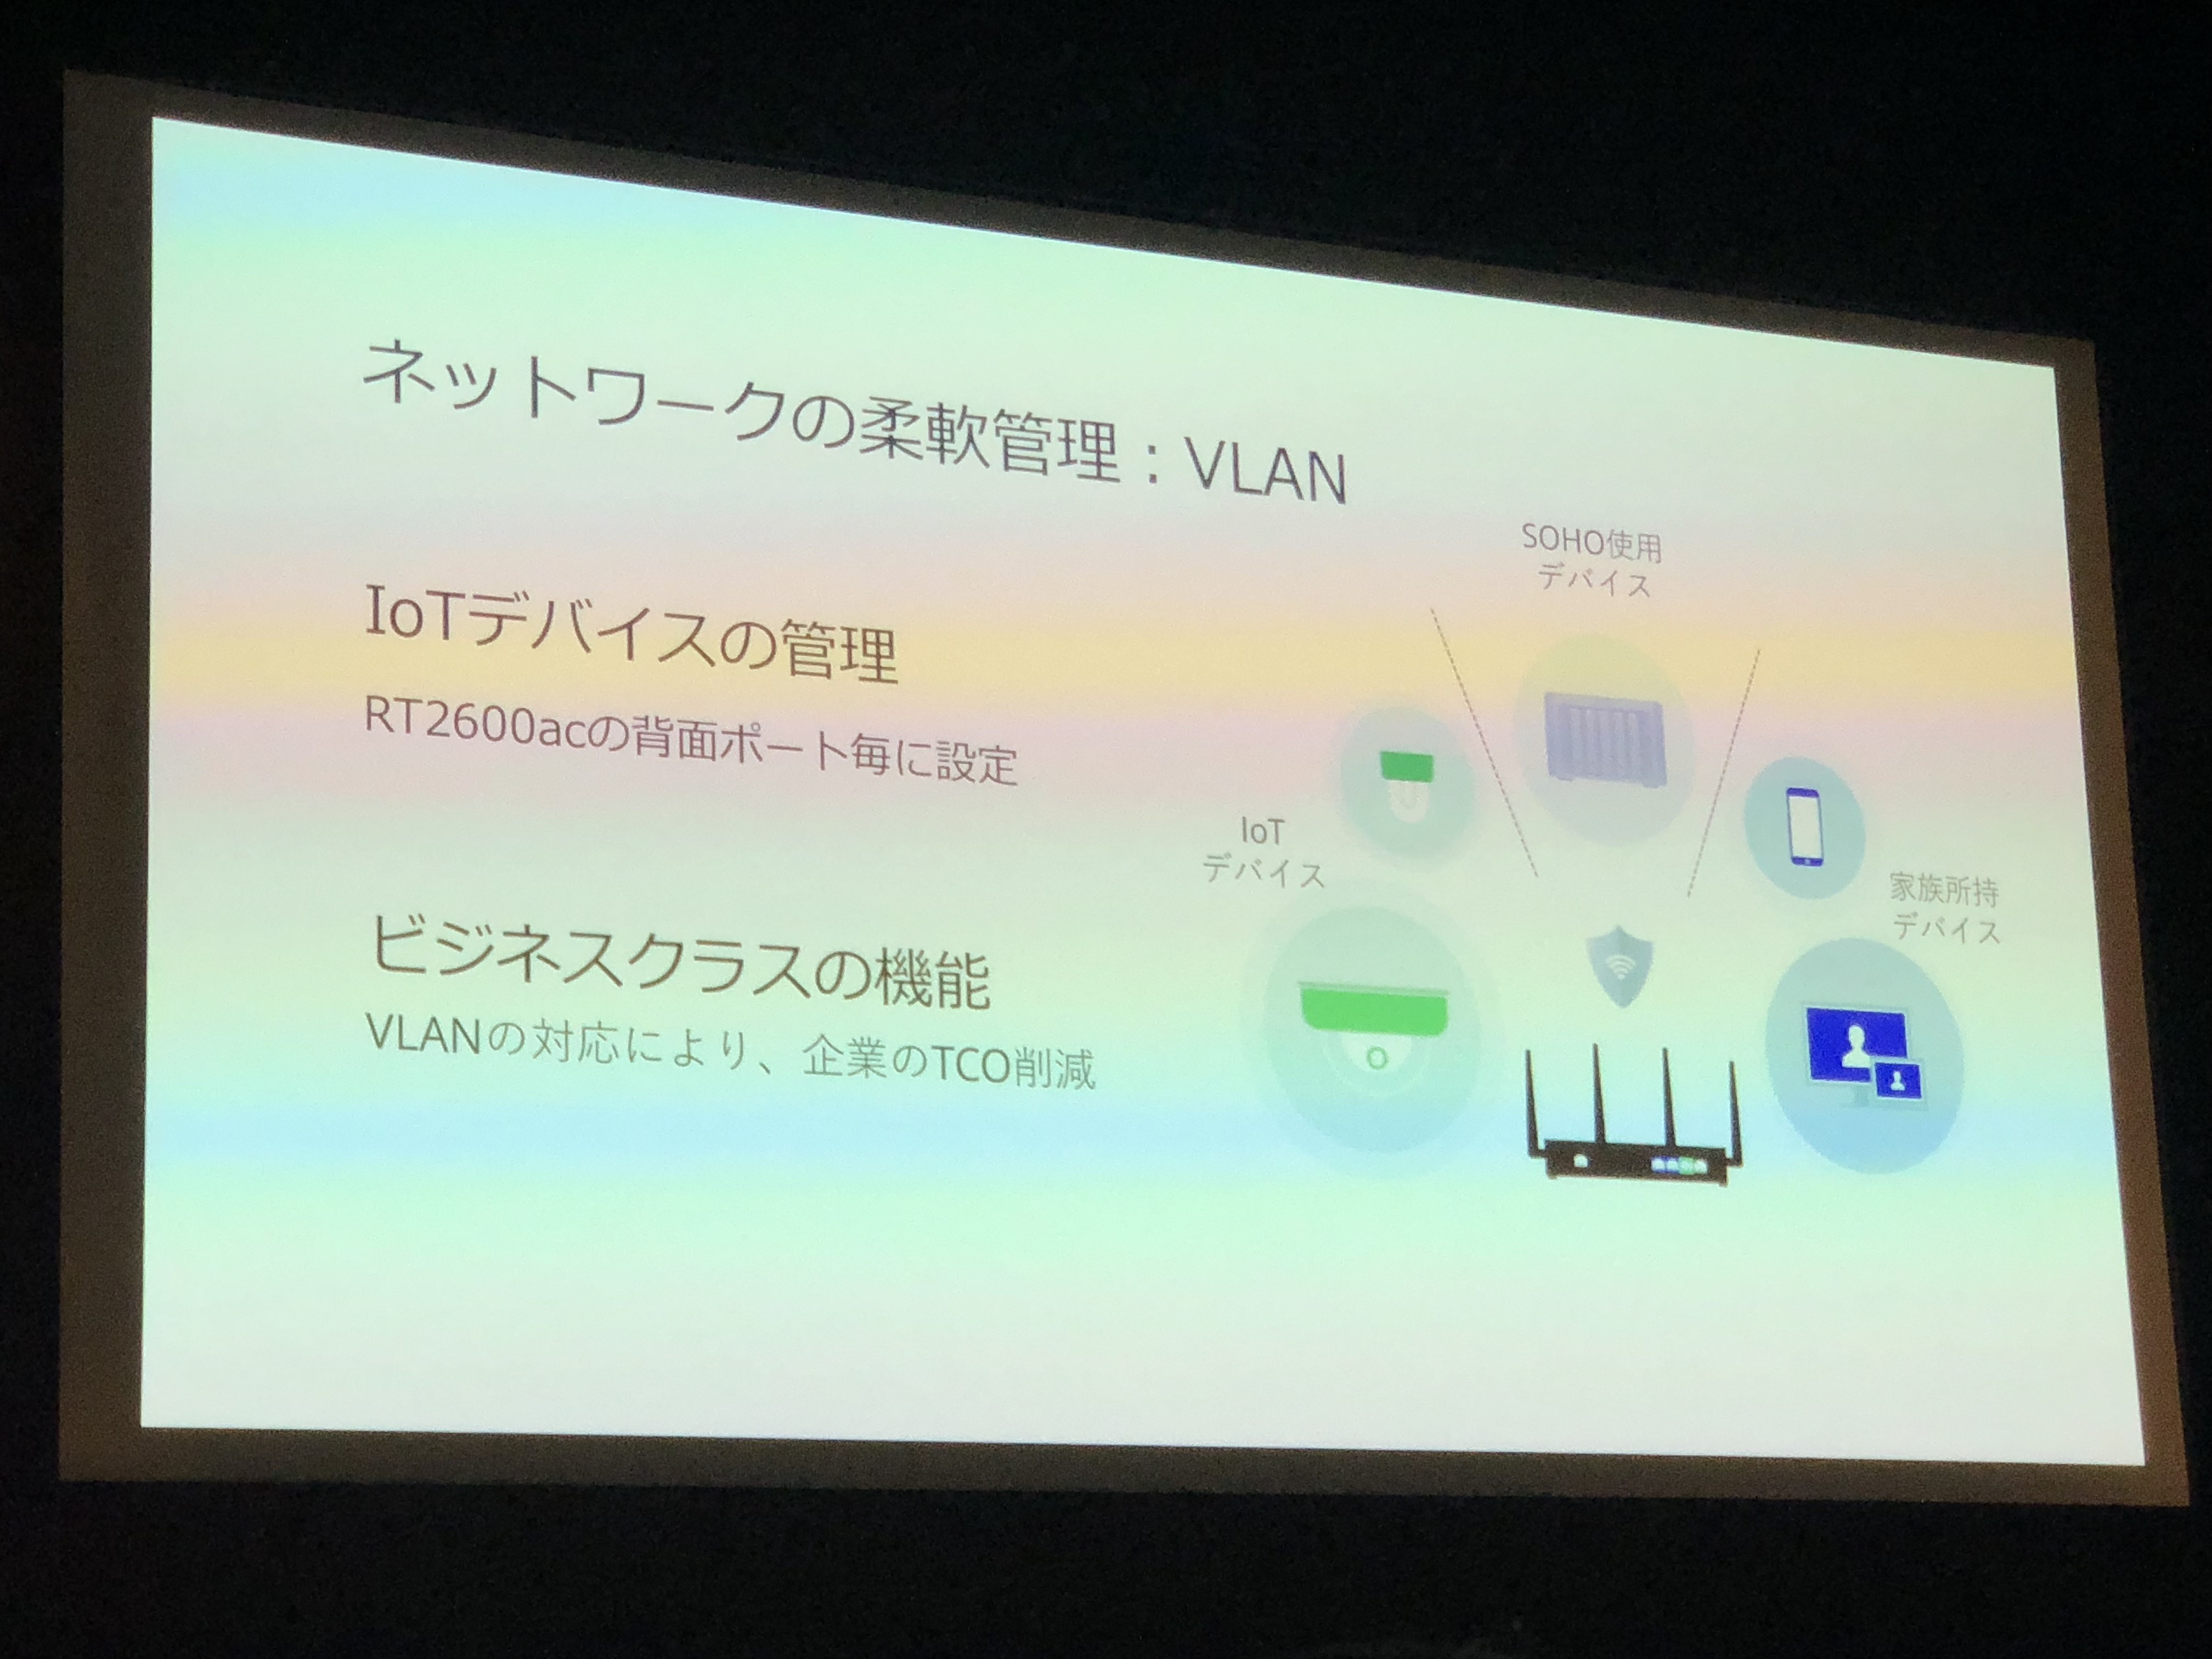 ネットワークの柔軟管理：VLAN
IoTデバイスの管理
RT2600acの背面ポート毎に設定
ビジネスクラスの機能
VLANの対応により、企業のTCO削減
SOHO使用
デバイス
IoT
デバイス
家族所持
デバイス